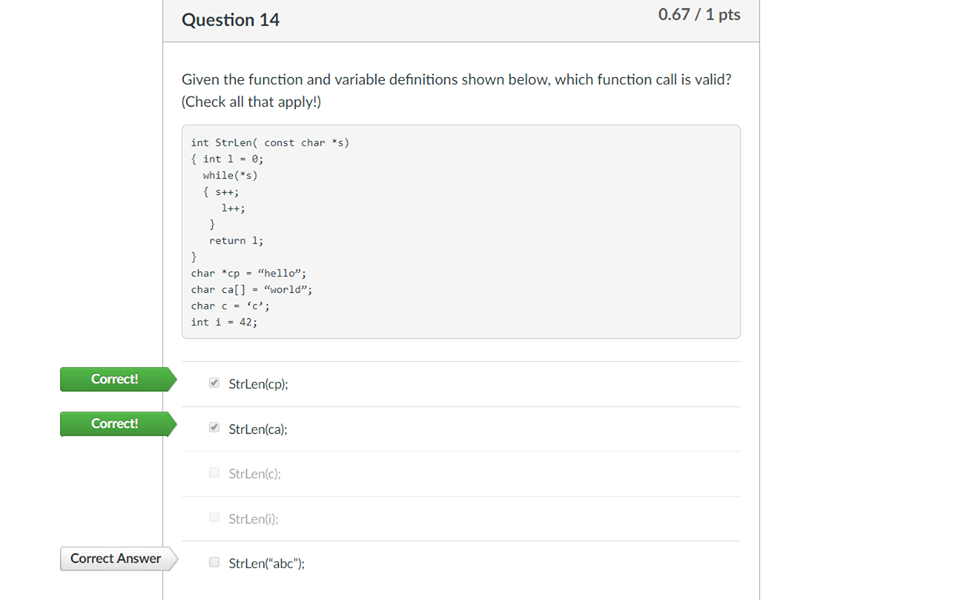 Question 14
0.67 / 1 pts
Given the function and variable definitions shown below, which function call is valid?
(Check all that apply!)
int StrLen( const char *s)
{ int l = 0;
while(*s)
{ s++;
l++;
}
return l;
}
char *cp = “hello”;
char ca[] = “world”;
char c = ‘c’;
int i = 42;
Correct!
StrLen(cp);
Correct!
StrLen(ca);
StrLen(c);
StrLen(i);
Correct Answer
StrLen(“abc”);